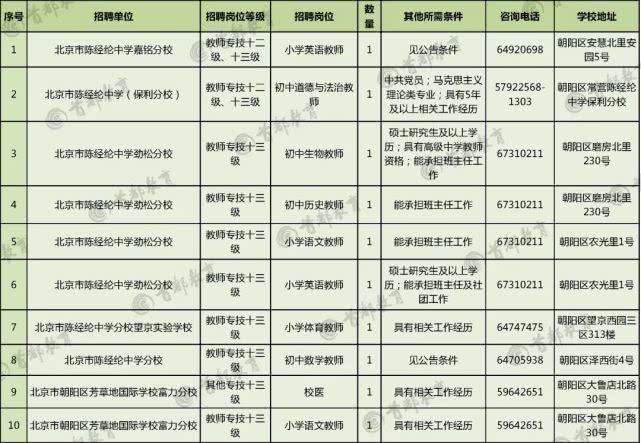 序号 招聘单位 招聘岗位等级 招聘岗位 数量 其他所需条件 咨询电话 学校地址
1 北京市陈经纶中学嘉铭分校 教师专技十二级、十三级 小学英语教师 1 见公告条件 64920698 朝阳区安慧北里安园5号
2 北京市陈经纶中学（保利分校） 教师专技十二级、十三级 初中道德与法治教师 1 中共党员；马克思主义理论类专业；具有5年及以上相关工作经历 57922568-1303 朝阳区常营陈经纶中学保利分校
3 北京市陈经纶中学劲松分校 教师专技十三级 初中生物教师 1 硕士研究生及以上学历；具有高级中学教师资格；能承担班主任工作 67310211 朝阳区磨房北里230号
4 北京市陈经纶中学劲松分校 教师专技十三级 初中历史教师 1 能承担班主任工作 67310211 朝阳区磨房北里230号
5 北京市陈经纶中学劲松分校 教师专技十三级 小学语文教师 1 能承担班主任工作 67310211 朝阳区农光里1号
6 北京市陈经纶中学劲松分校 教师专技十三级 小学语文教师 1 硕士研究生及以上学历；能承担班主任及社团工作 67310211 朝阳区农光里1号
7 北京市陈经纶中学分校望京实验学校 教师专技十三级 小学体育教师 1 具有相关工作经历 64747475 朝阳区望京西园三区313楼
8 北京市陈经纶中学分校 教师专技十三级 初中数学教师 1 见公告条件 64705938 朝阳区泽西街4号
9 北京市朝阳区芳草地国际学校富力分校 其他专技十三级 校医 1 具有相关工作经历 59642651 朝阳区大鲁店北路30号
10 北京市朝阳区芳草地国际学校富力分校 教师专技十三级 小学语文教师 1 具有相关工作经历 59642651 朝阳区大鲁店北路30号
首都教育